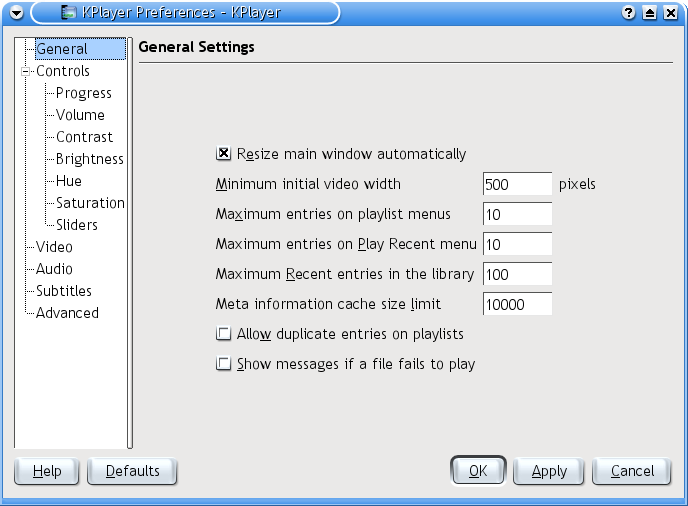 KPlayer Preferences - KPlayer
General
Controls
Progress
Volume
Contrast
Brightness
Hue
Saturation
Sliders
Video
Audio
Subtitles
Advanced
General Settings
Resize main window automatically
Minimum initial video width 500 pixels
Maximum entries on playlist menus 10
Maximum entries on Play Recent menu 10
Maximum Recent entries in the library 100
Meta information cache size limit 10000
Allow duplicate entries on playlists
Show messages if a file fails to play
Help Defaults OK Apply Cancel